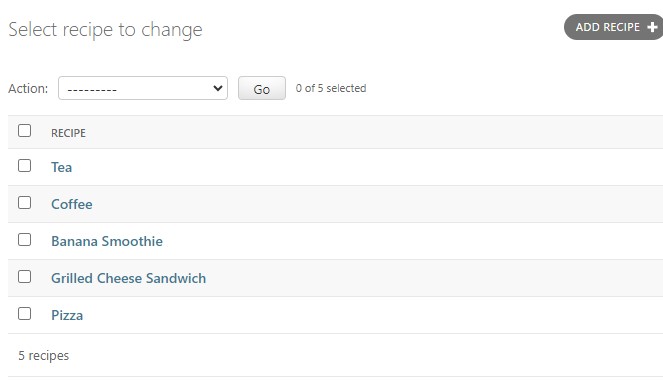 Select recipe to change
ADD RECIPE +
Action: --------- Go 0 of 5 selected
RECIPE
Tea
Coffee
Banana Smoothie
Grilled Cheese Sandwich
Pizza
5 recipes